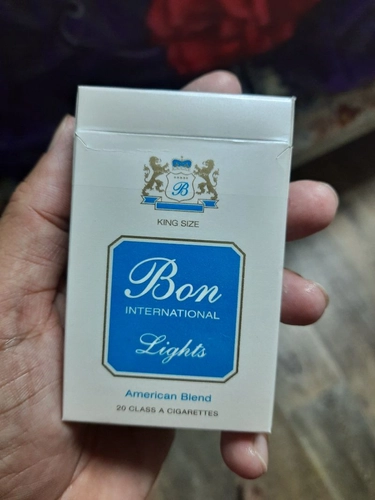 B
KING SIZE
Bon
INTERNATIONAL
Lights
American Blend
20 CLASS A CIGARETTES